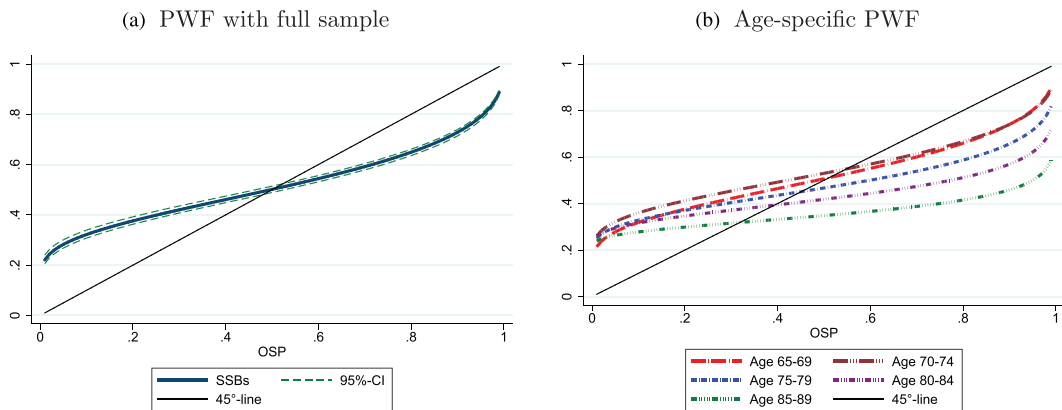 (a) PWF with full sample
1
.8
.6
.4
.2
0
0 .2 .4 .6 .8 1
OSP
SSBs 95%-CI
45°-line
(b) Age-specific PWF
1
.8
.6
.4
.2
0
0 .2 .4 .6 .8 1
OSP
Age 65-69 Age 70-74
Age 75-79 Age 80-84
Age 85-89 45°-line